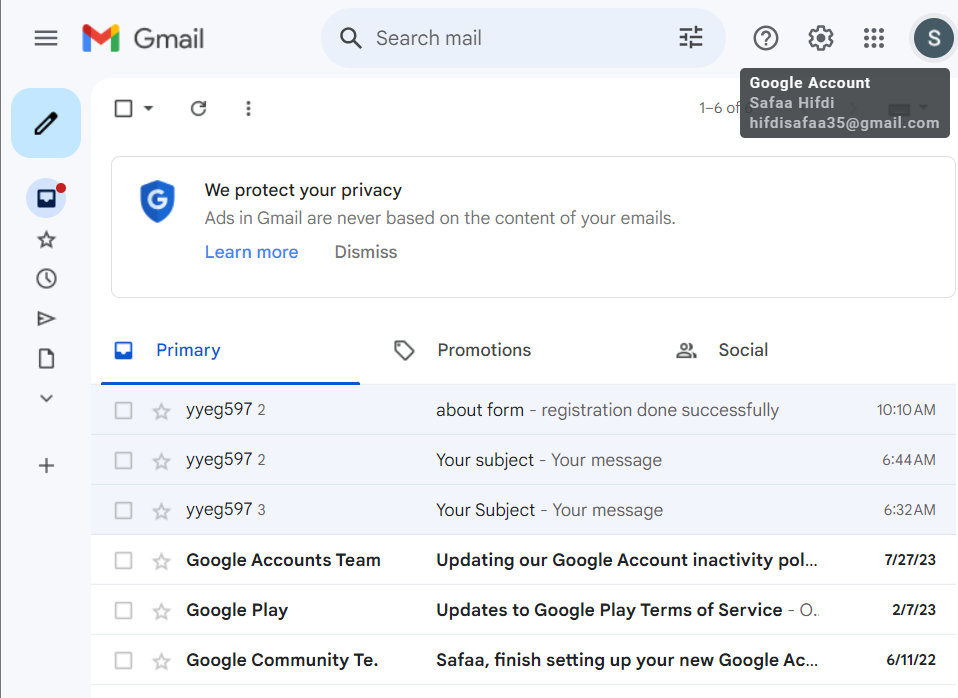 Gmail
Search mail
S
Google Account
Safaa Hifdi
hifdisafaa35@gmail.com
1–6 of
We protect your privacy
Ads in Gmail are never based on the content of your emails.
Learn more Dismiss
Primary Promotions Social
yyeg597 2 about form - registration done successfully 10:10 AM
yyeg597 2 Your subject - Your message 6:44 AM
yyeg597 3 Your Subject - Your message 6:32 AM
Google Accounts Team Updating our Google Account inactivity pol... 7/27/23
Google Play Updates to Google Play Terms of Service - O.. 2/7/23
Google Community Te. Safaa, finish setting up your new Google Ac... 6/11/22